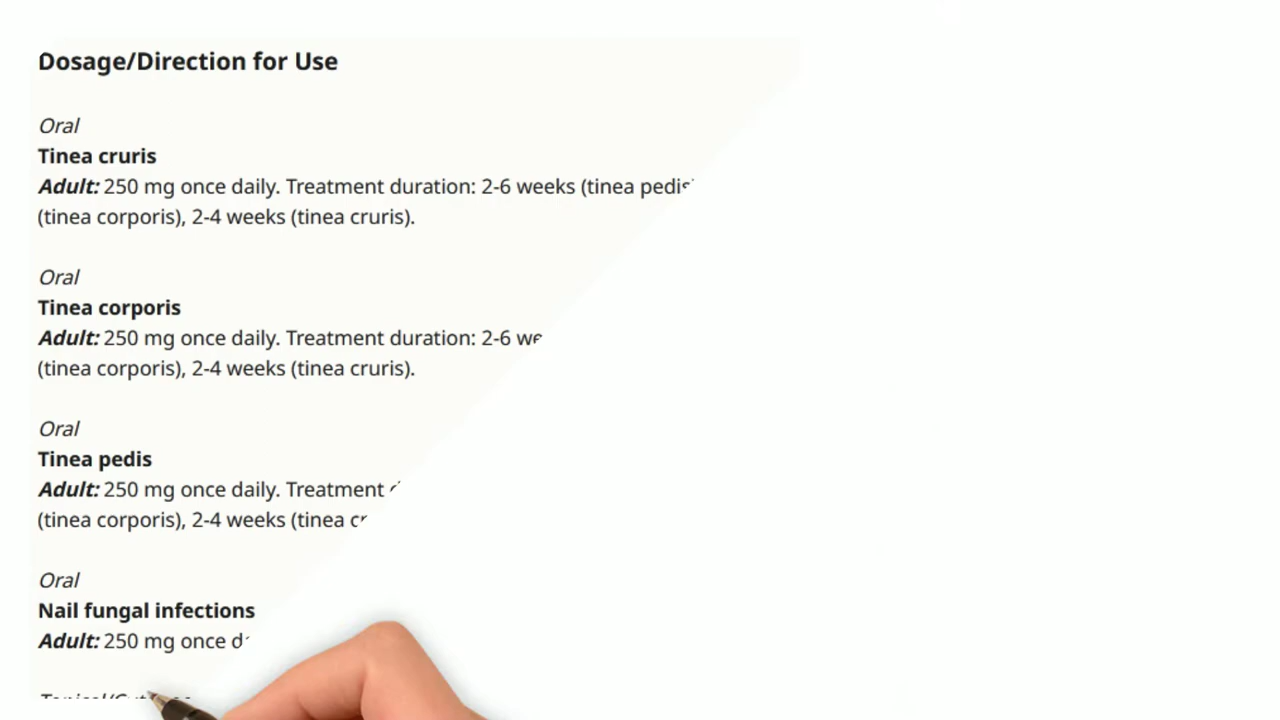 Dosage/Direction for Use
Oral
Tinea cruris
Adult: 250 mg once daily. Treatment duration: 2-6 weeks (tinea pedis
(tinea corporis), 2-4 weeks (tinea cruris).
Oral
Tinea corporis
Adult: 250 mg once daily. Treatment duration: 2-6
(tinea corporis), 2-4 weeks (tinea cruris).
Oral
Tinea pedis
Adult: 250 mg once daily. Treatment
(tinea corporis), 2-4 weeks (tinea
Oral
Nail fungal infections
Adult: 250 mg once